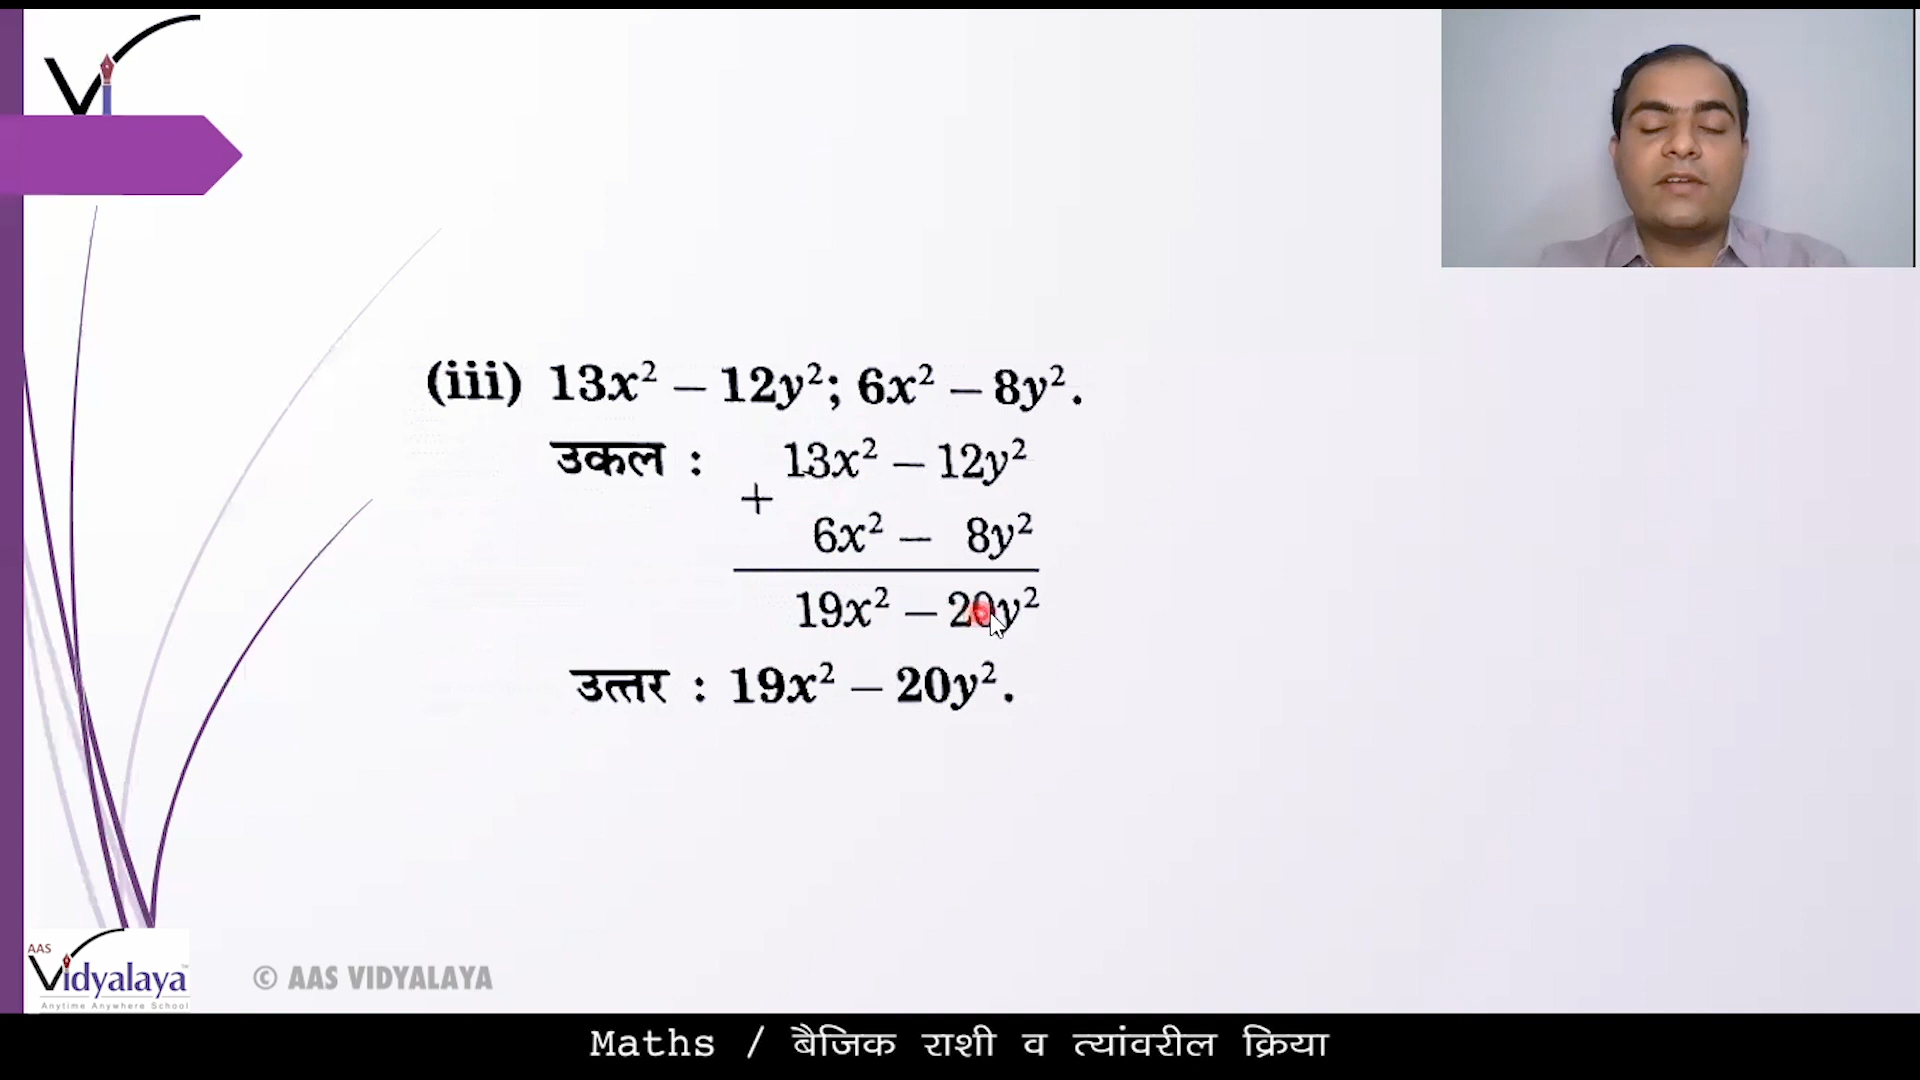 (iii) 13x² – 12y²; 6x² – 8y².
उकल : 13x² – 12y²
+
6x² – 8y²
19x² – 20y²
उत्तर : 19x² – 20y².
AAS
Vidyalaya
Anytime Anywhere School
© AAS VIDYALAYA
Maths / बैजिक राशी व त्यांवरील क्रिया